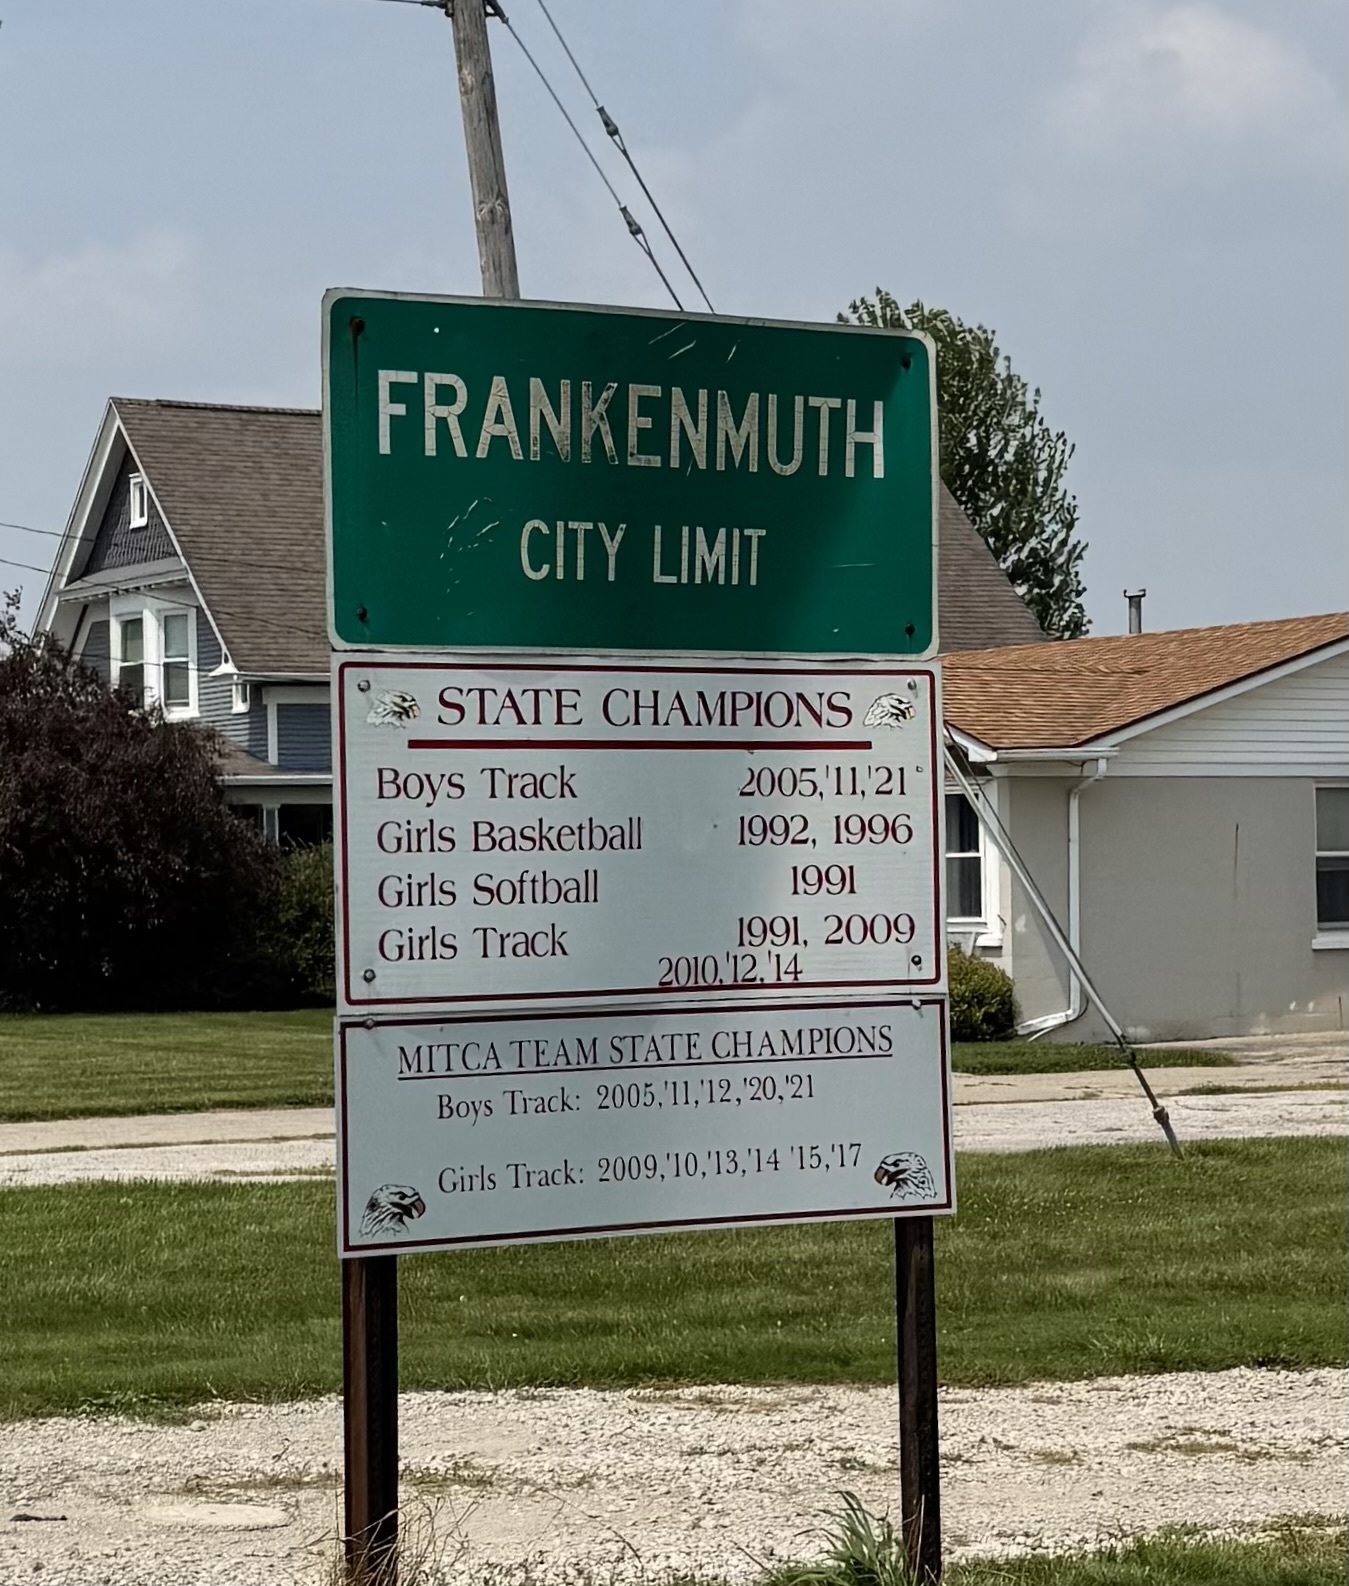 FRANKENMUTH
CITY LIMIT
STATE CHAMPIONS
Boys Track 2005,'11,'21
Girls Basketball 1992, 1996
Girls Softball 1991
Girls Track 1991, 2009
2010,'12,'14
MITCA TEAM STATE CHAMPIONS
Boys Track: 2005,'11,'12,'20,'21
Girls Track: 2009,'10,'13,'14 '15,'17